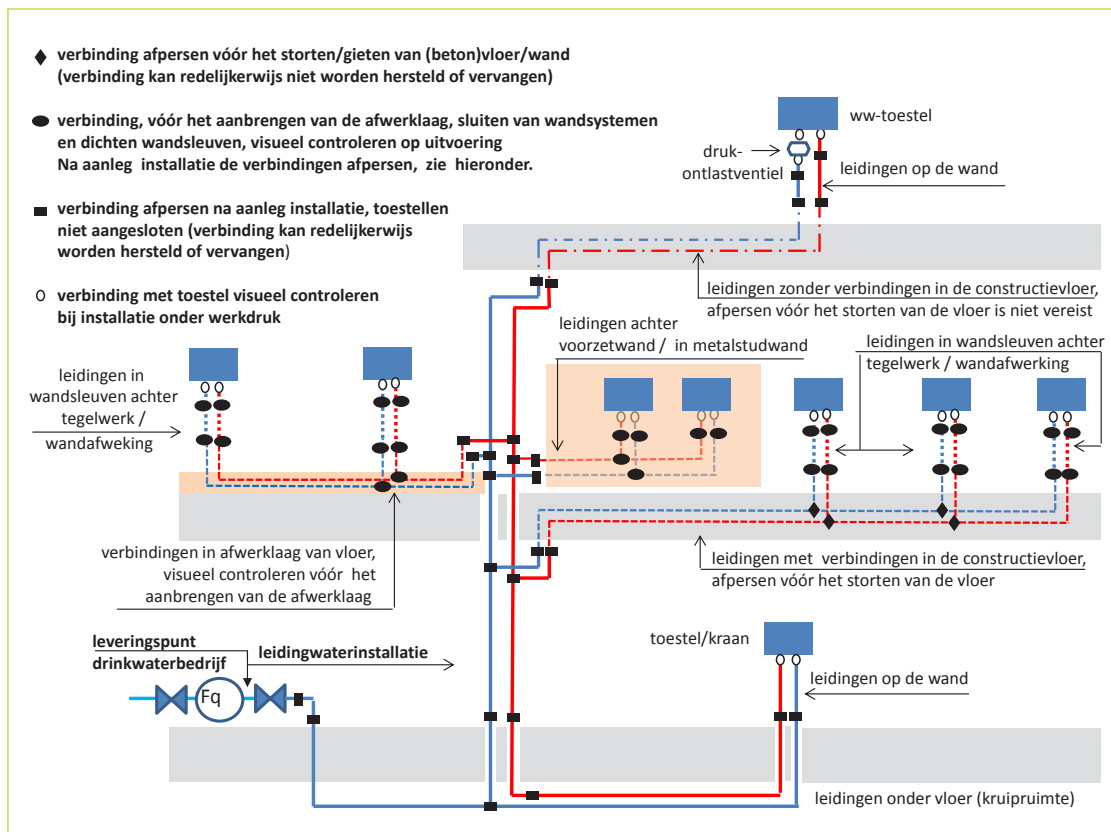 verbinding afpersen vóór het storten/gieten van (beton)vloer/wand
(verbinding kan redelijkerwijs niet worden hersteld of vervangen)
verbinding, vóór het aanbrengen van de afwerklaag, sluiten van wandsystemen
en dichten wandsleuven, visueel controleren op uitvoering
Na aanleg installatie de verbindingen afpersen, zie hieronder.
verbinding afpersen na aanleg installatie, toestellen
niet aangesloten (verbinding kan redelijkerwijs
worden hersteld of vervangen)
verbinding met toestel visueel controleren
bij installatie onder werkdruk
ww-toestel
druk-
ontlastventiel
leidingen op de wand
leidingen zonder verbindingen in de constructievloer,
afpersen vóór het storten van de vloer is niet vereist
leidingen achter
voorzetwand / in metalstudwand
leidingen in wandsleuven achter
tegelwerk / wandafwerking
leidingen in
wandsleuven achter
tegelwerk /
wandafweking
verbindingen in afwerklaag van vloer,
visueel controleren vóór het
aanbrengen van de afwerklaag
leidingen met verbindingen in de constructievloer,
afpersen vóór het storten van de vloer
leveringspunt
drinkwaterbedrijf
leidingwaterinstallatie
Fq
toestel/kraan
leidingen op de wand
leidingen onder vloer (kruipruimte)